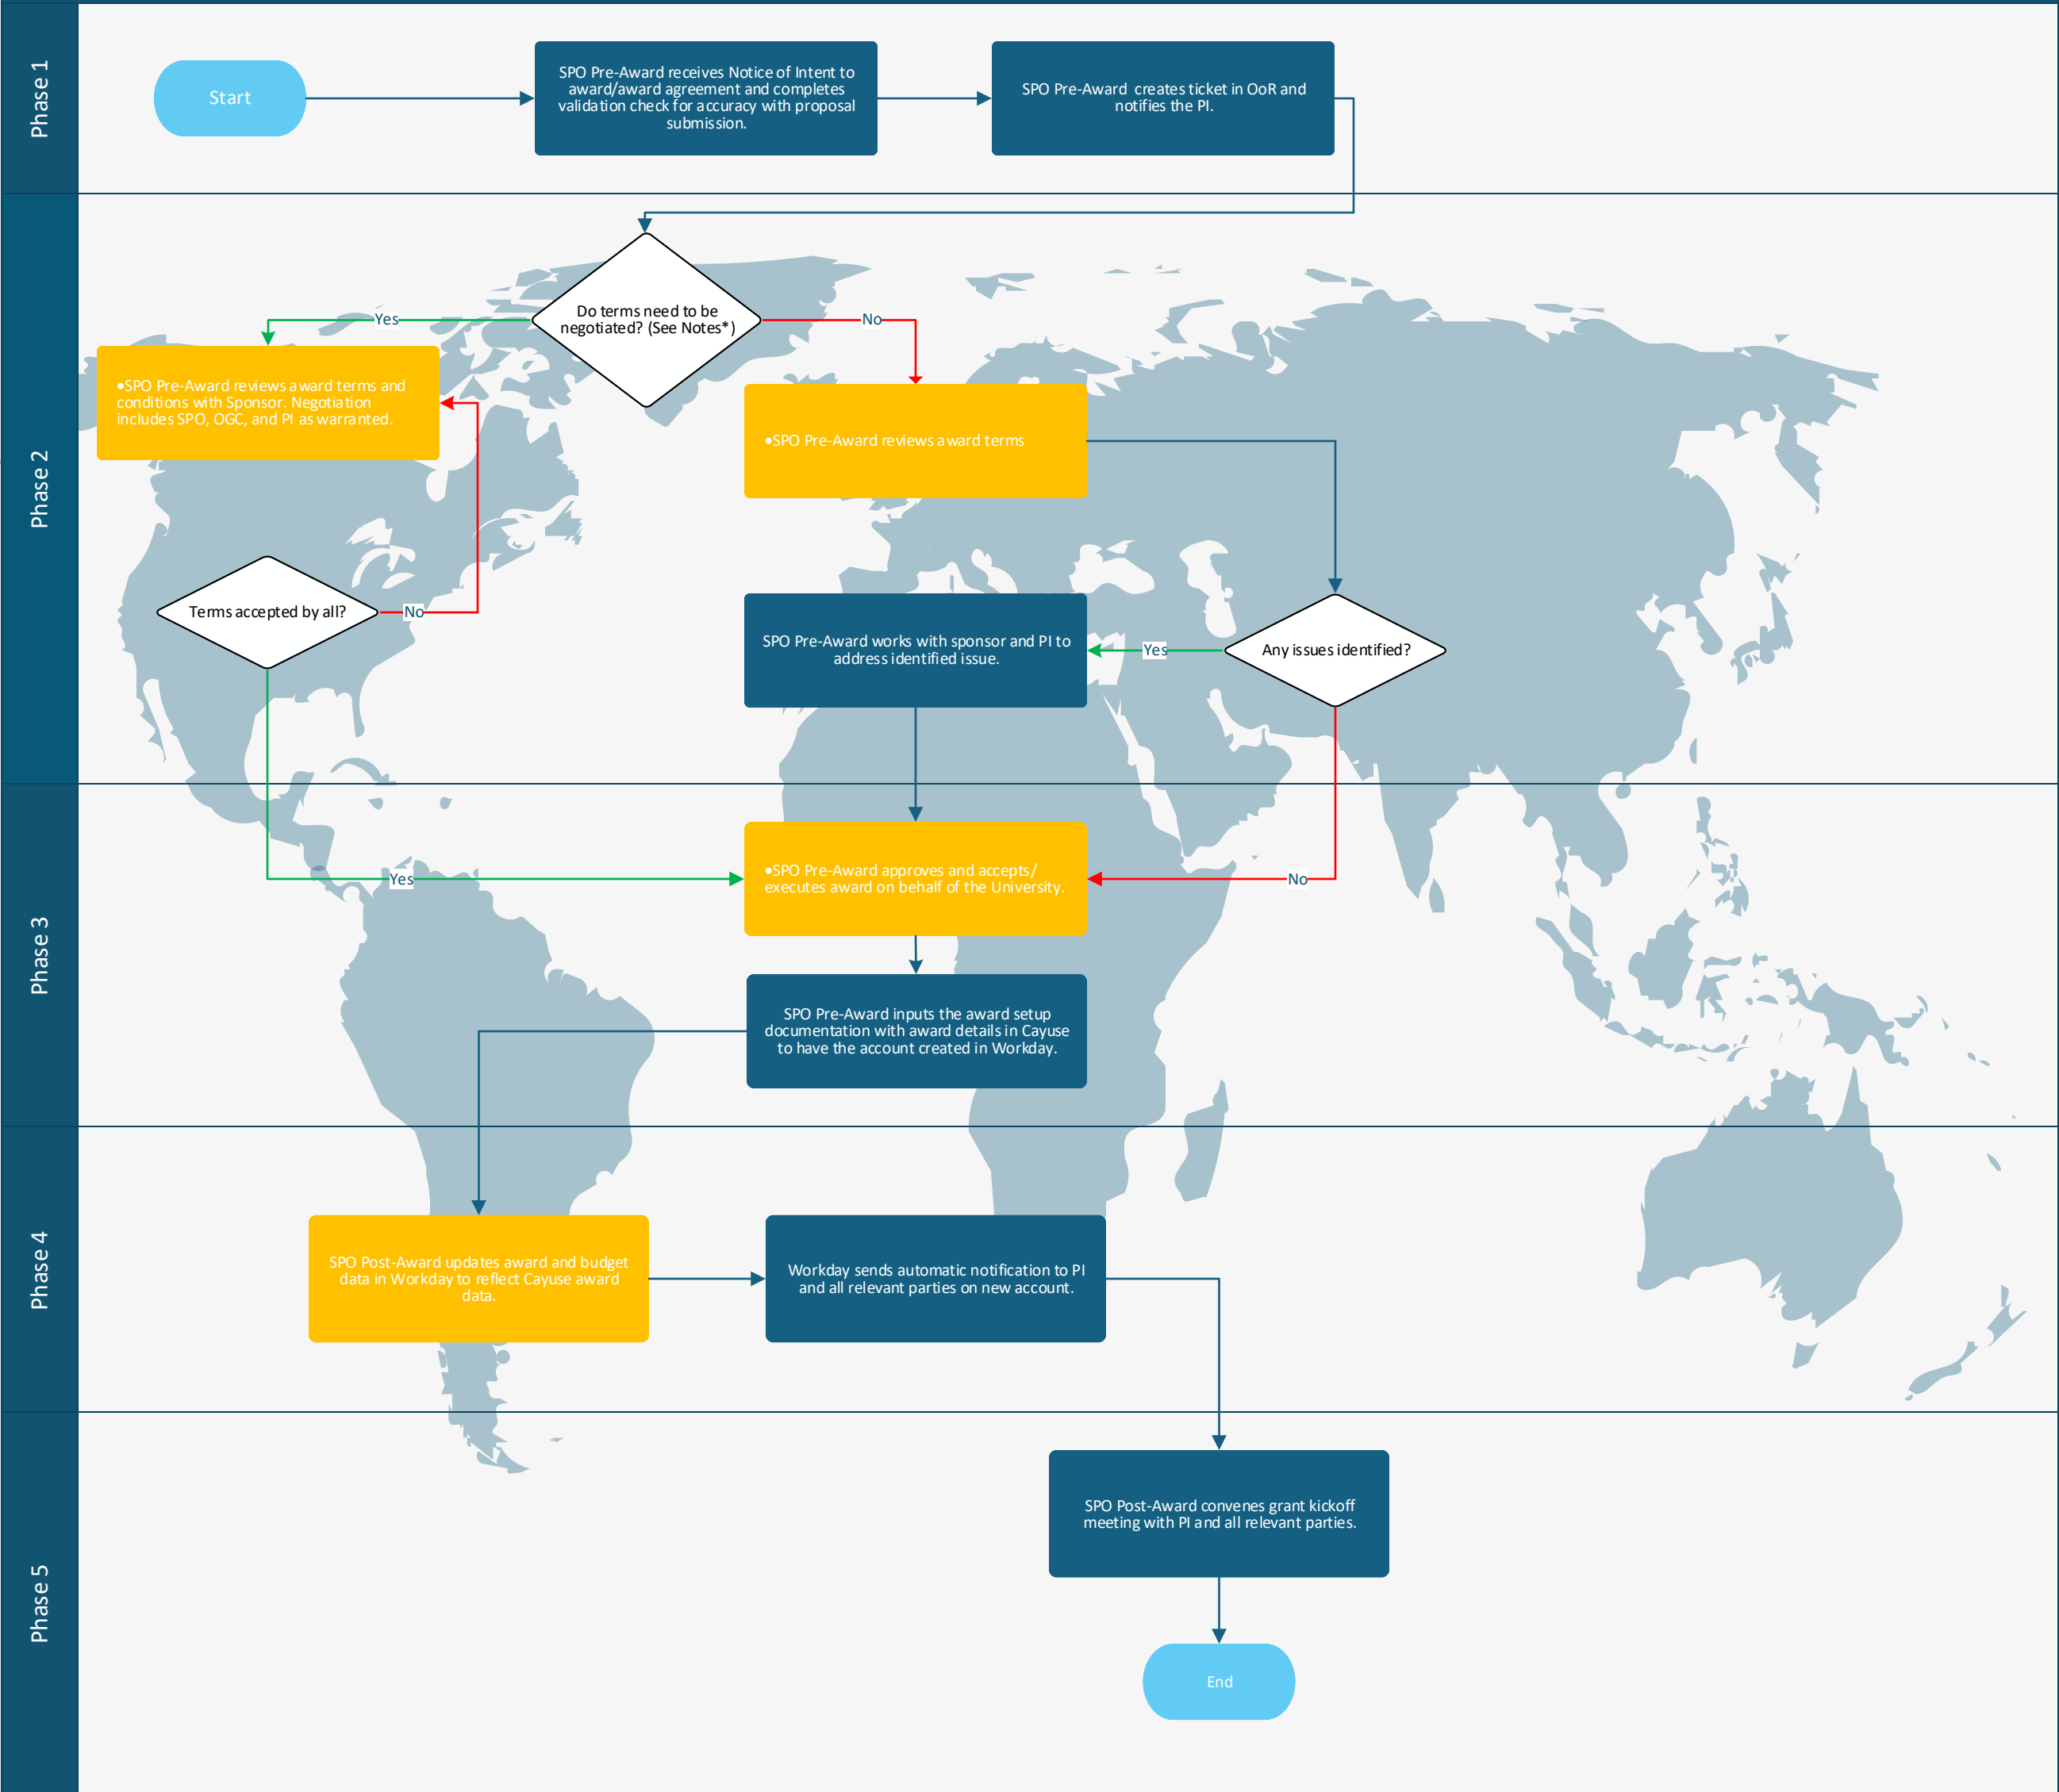 Phase 1
Start
SPO Pre-Award receives Notice of Intent to
award/award agreement and completes
validation check for accuracy with proposal
submission.
SPO Pre-Award creates ticket in OoR and
notifies the PI.
Phase 2
Do terms need to be
negotiated? (See Notes*)
Yes
No
•SPO Pre-Award reviews award terms and
conditions with Sponsor. Negotiation
includes SPO, OGC, and PI as warranted.
•SPO Pre-Award reviews award terms
Terms accepted by all?
No
SPO Pre-Award works with sponsor and PI to
address identified issue.
Yes
Any issues identified?
Phase 3
Yes
•SPO Pre-Award approves and accepts/
executes award on behalf of the University.
No
SPO Pre-Award inputs the award setup
documentation with award details in Cayuse
to have the account created in Workday.
Phase 4
SPO Post-Award updates award and budget
data in Workday to reflect Cayuse award
data.
Workday sends automatic notification to PI
and all relevant parties on new account.
Phase 5
SPO Post-Award convenes grant kickoff
meeting with PI and all relevant parties.
End